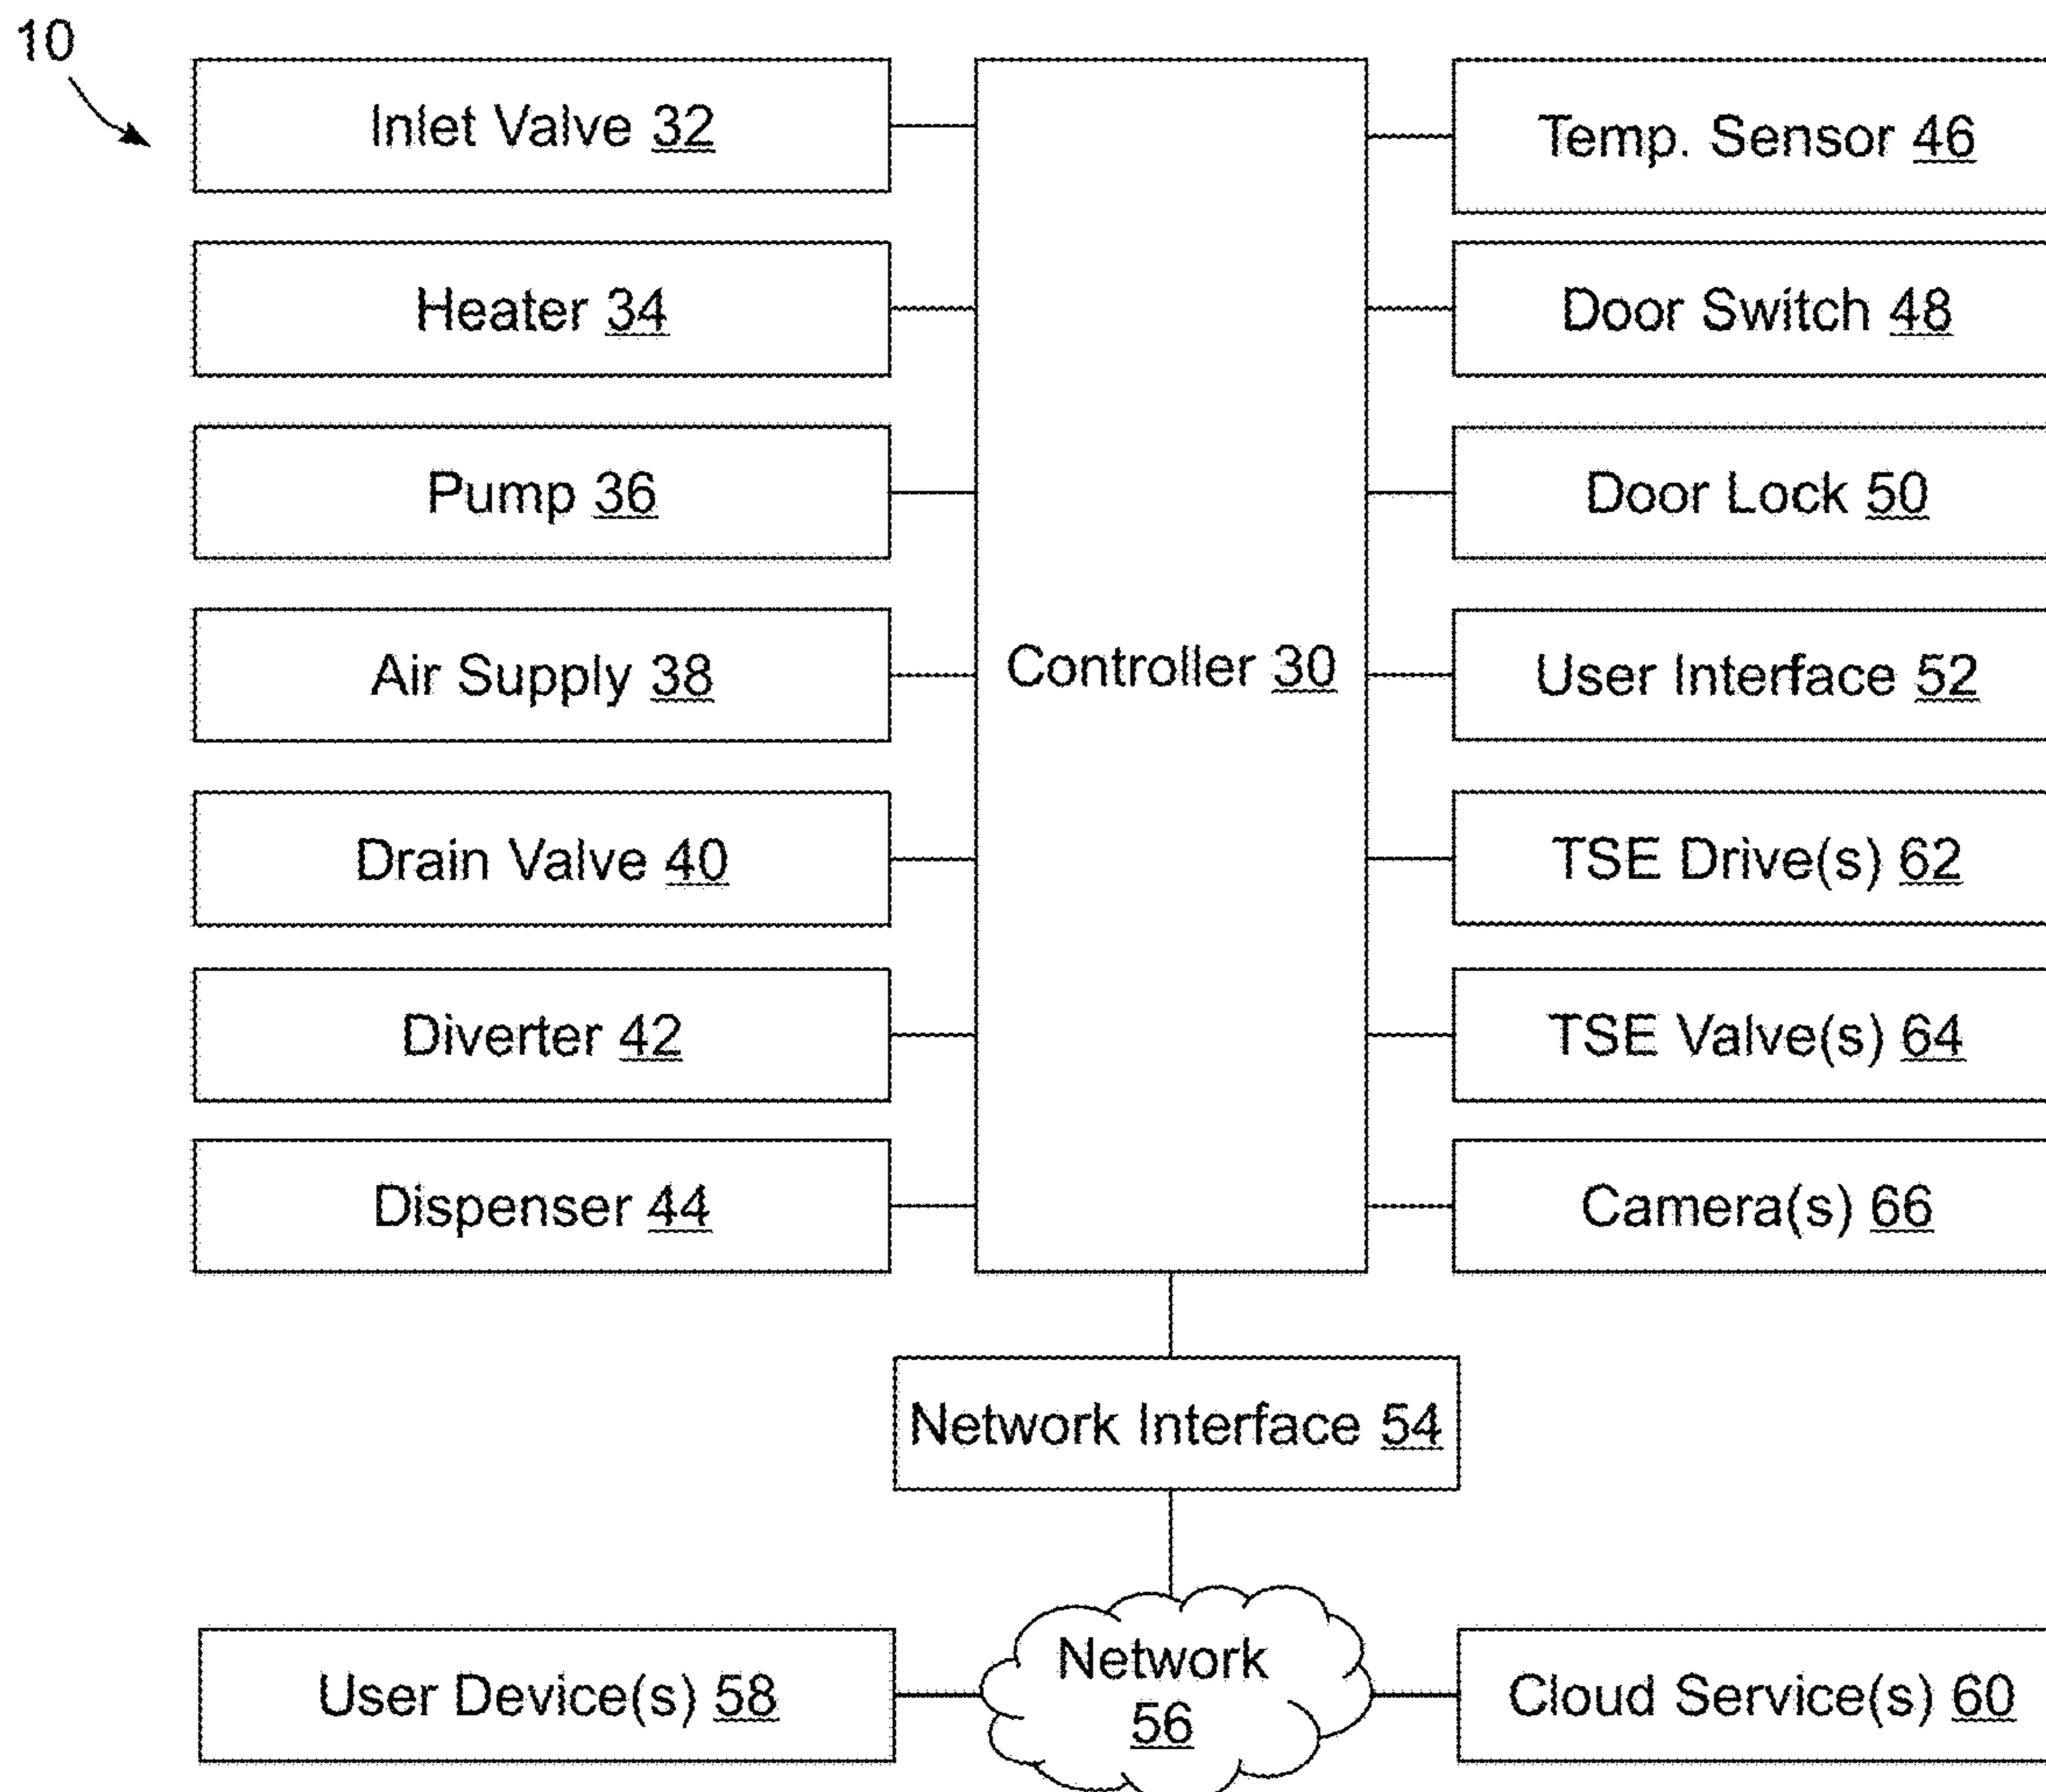 10
Inlet Valve 32
Heater 34
Pump 36
Air Supply 38
Drain Valve 40
Diverter 42
Dispenser 44
Controller 30
Temp. Sensor 46
Door Switch 48
Door Lock 50
User Interface 52
TSE Drive(s) 62
TSE Valve(s) 64
Camera(s) 66
Network Interface 54
User Device(s) 58
Network
56
Cloud Service(s) 60